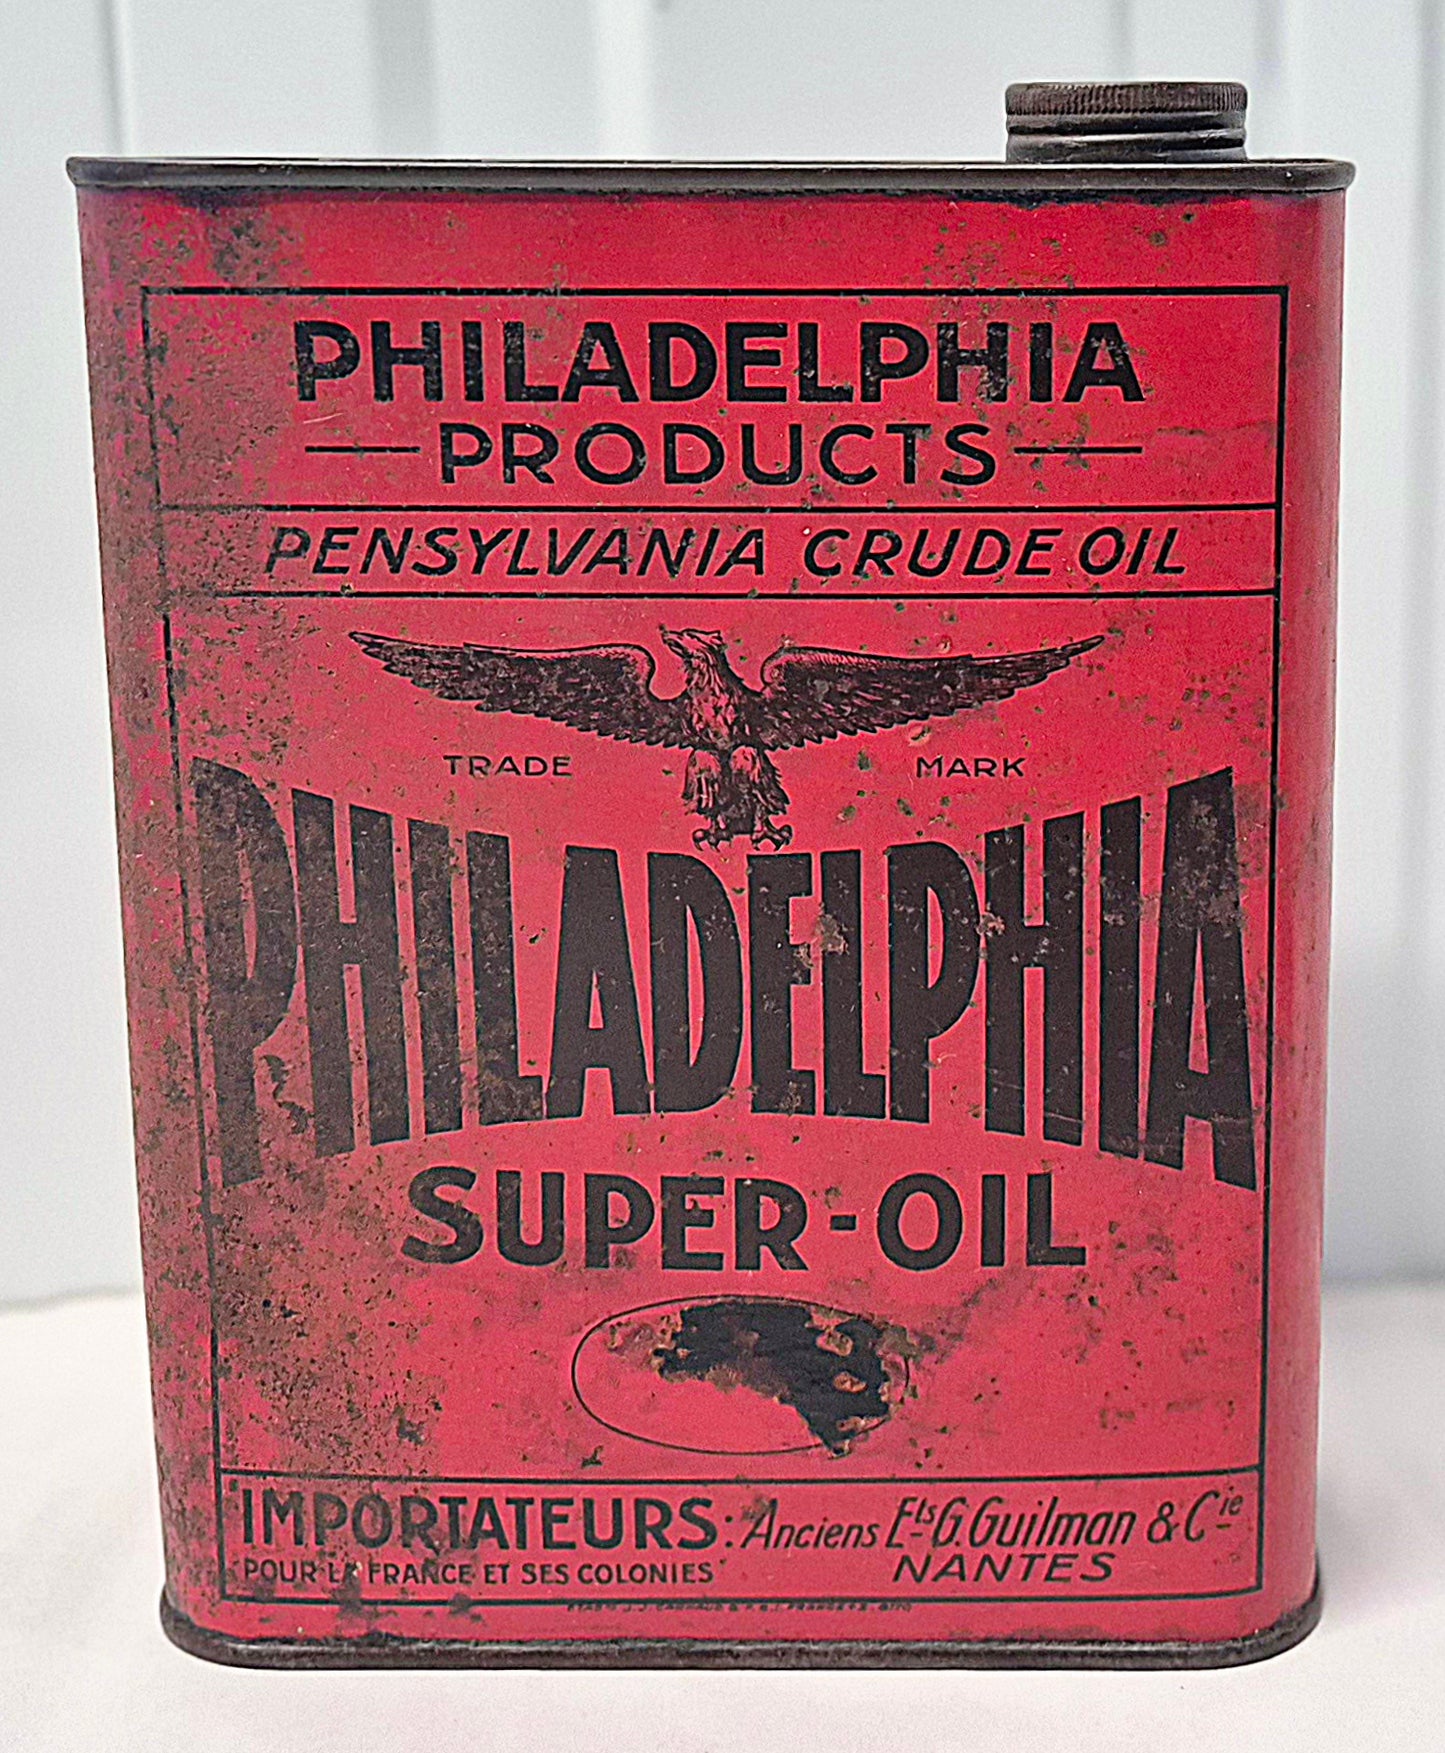 PHILADELPHIA
PRODUCTS
PENSYLVANIA CRUDE OIL
TRADE MARK
PHILADELPHIA
SUPER-OIL
IMPORTATEURS: Anciens Ets G. Guilman & Cie
POUR LA FRANCE ET SES COLONIES NANTES